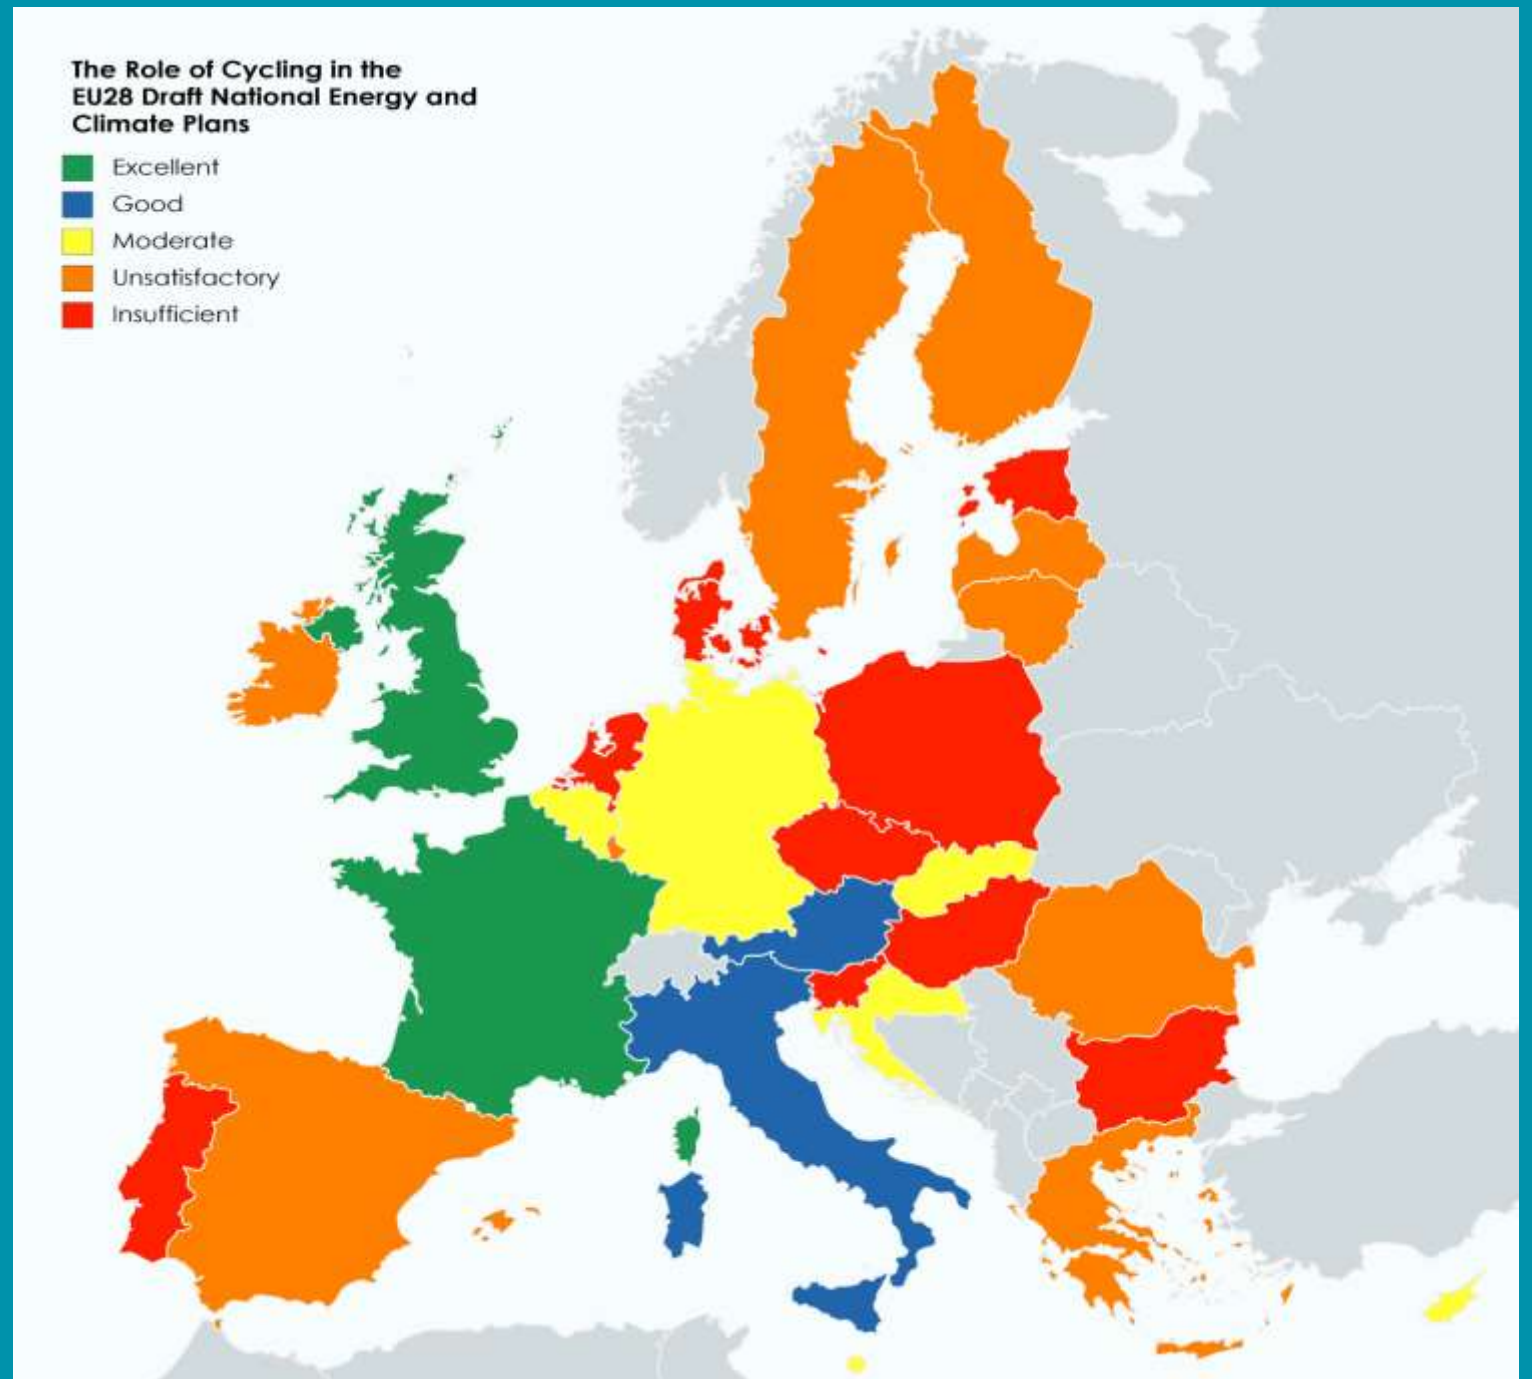 The Role of Cycling in the
EU28 Draft National Energy and
Climate Plans
Excellent
Good
Moderate
Unsatisfactory
Insufficient